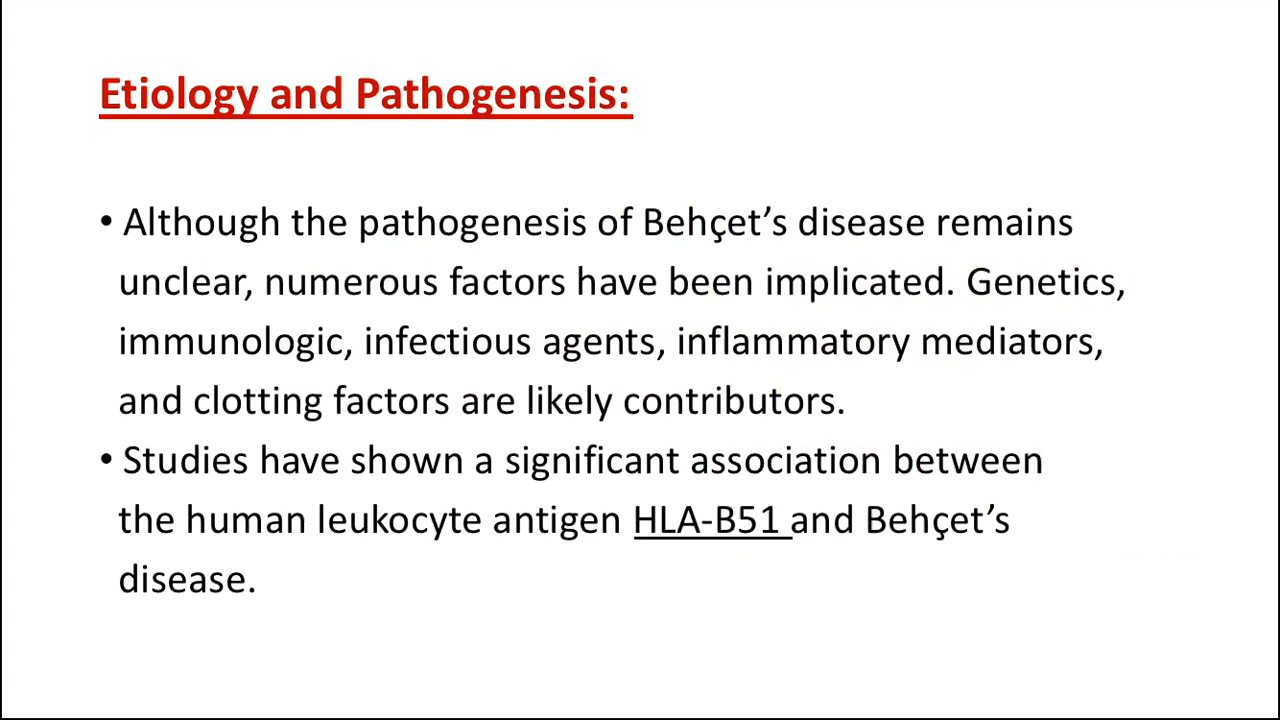 Etiology and Pathogenesis:
• Although the pathogenesis of Behçet’s disease remains
unclear, numerous factors have been implicated. Genetics,
immunologic, infectious agents, inflammatory mediators,
and clotting factors are likely contributors.
• Studies have shown a significant association between
the human leukocyte antigen HLA-B51 and Behçet’s
disease.